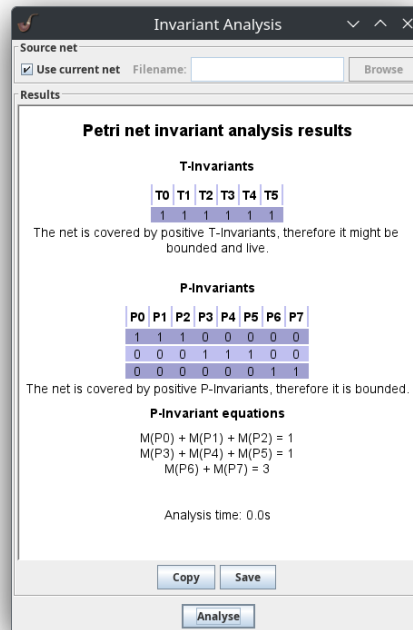 Invariant Analysis
Source net
Use current net Filename: Browse
Results
Petri net invariant analysis results
T-Invariants
T0 T1 T2 T3 T4 T5
1 1 1 1 1 1
The net is covered by positive T-Invariants, therefore it might be
bounded and live.
P-Invariants
P0 P1 P2 P3 P4 P5 P6 P7
1 1 1 0 0 0 0 0
0 0 0 1 1 1 0 0
0 0 0 0 0 0 1 1
The net is covered by positive P-Invariants, therefore it is bounded.
P-Invariant equations
M(P0) + M(P1) + M(P2) = 1
M(P3) + M(P4) + M(P5) = 1
M(P6) + M(P7) = 3
Analysis time: 0.0s
Copy Save
Analyse